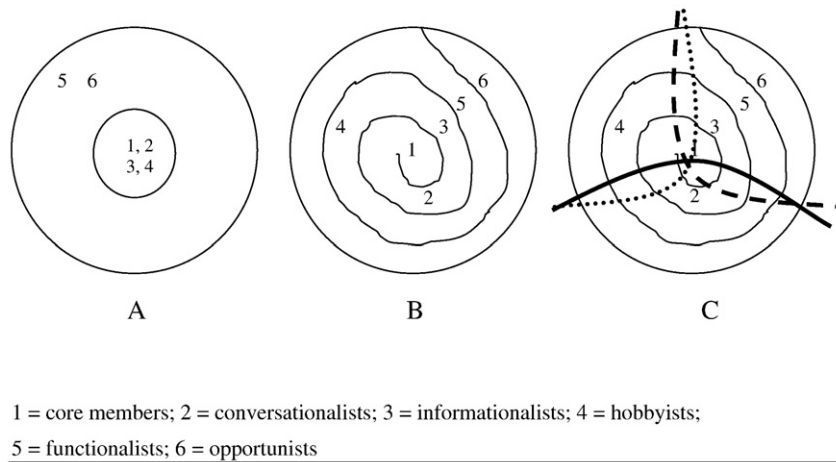 5 6
1, 2
3, 4
A
1
2
3
4
5
6
B
2
3
4
5
6
C
1 = core members; 2 = conversationalists; 3 = informationalists; 4 = hobbyists;
5 = functionalists; 6 = opportunists